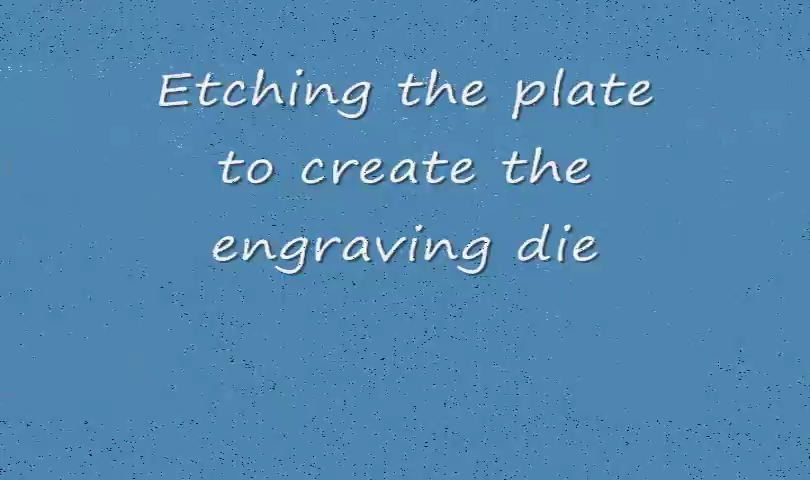 Etching the plate
to create the
engraving die